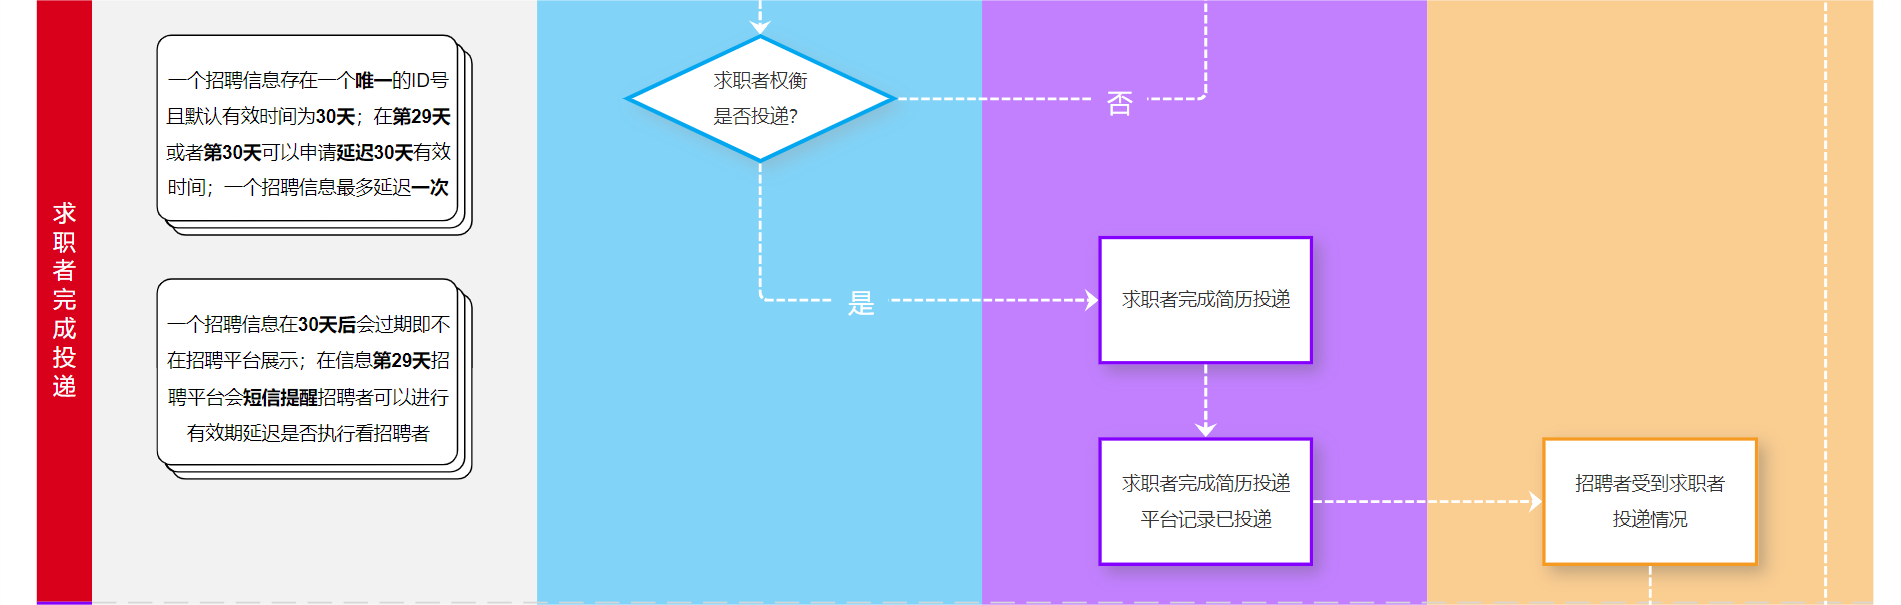 求职者完成投递
一个招聘信息存在一个唯一的ID号
且默认有效时间为30天；在第29天
或者第30天可以申请延迟30天有效
时间；一个招聘信息最多延迟一次
一个招聘信息在30天后会过期即不
在招聘平台展示；在信息第29天招
聘平台会短信提醒招聘者可以进行
有效期延迟是否执行看招聘者
求职者权衡
是否投递？
否
是
求职者完成简历投递
求职者完成简历投递
平台记录已投递
招聘者受到求职者
投递情况